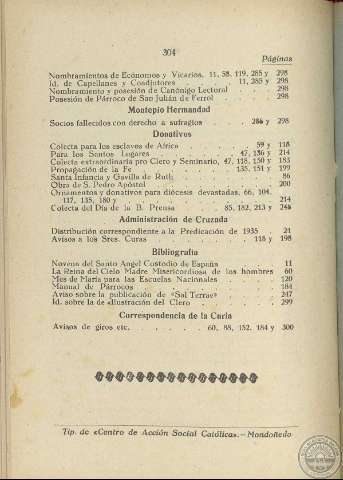 304
Páginas
Nombramientos de Ecónomos y Vicarios, 11, 58, 119, 285 y 298
Id. de Capellanes y Coadjutores . . . 11, 285 y 298
Nombramiento y posesión de Canónigo Lectoral . . . 298
Posesión de Párroco de San Julián de Ferrol . . . . 298
Montepío Hermandad
Socios fallecidos con derecho a sufragios . . . 286 y 298
Donativos
Colecta para los esclavos de Africa . . . . 59 y 118
Para los Santos Lugares . . . . . 47, 136 y 214
Colecta extraordinaria pro Clero y Seminario, 47, 118, 150 y 183
Propagación de la Fe . . . . . 135, 151 y 199
Santa Infancia y Gavilla de Ruth . . . . . 86
Obra de S. Pedro Apóstol . . . . . . 200
Ornamentos y donativos para diócesis devastadas, 66, 104,
117, 135, 180 y . . . . . . . 214
Colecta del Día de la B. Prensa . . . 85, 182, 213 y 248
Administración de Cruzada
Distribución correspondiente a la Predicación de 1935 . 21
Avisos a los Sres. Curas . . . . . . 118 y 198
Bibliografía
Novena del Santo Angel Custodio de España . . . 11
La Reina del Cielo Madre Misericordiosa de los hombres 60
Mes de María para las Escuelas Nacionales . . . 120
Manual de Párrocos . . . . . . . 184
Aviso sobre la publicación de «Sal Terrae» . . . 247
Id. sobre la de «Ilustración del Clero . . . . 299
Correspondencia de la Curia
Avisos de giros etc. . . . . . 60, 88, 152, 184 y 300
Tip. de «Centro de Acción Social Católica».—Mondoñedo